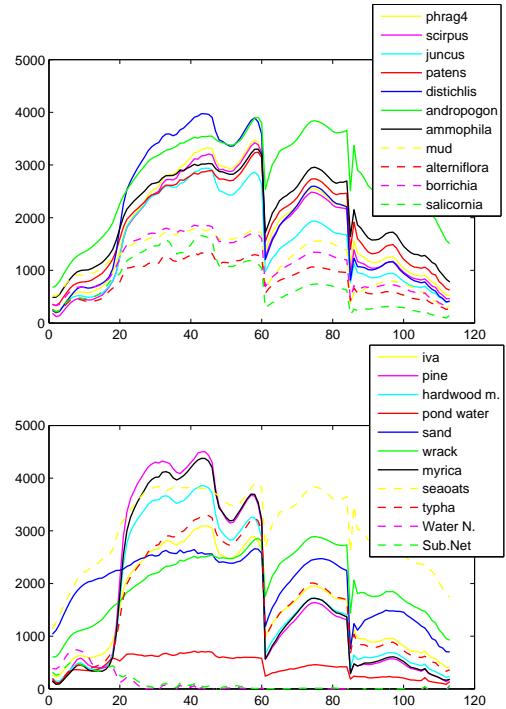 phrag4
scirpus
juncus
patens
distichlis
andropogon
ammophila
mud
alterniflora
borrichia
salicornia
5000
4000
3000
2000
1000
0
0 20 40 60 80 100 120
iva
pine
hardwood m.
pond water
sand
wrack
myrica
seaoats
typha
Water N.
Sub.Net
5000
4000
3000
2000
1000
0
0 20 40 60 80 100 120